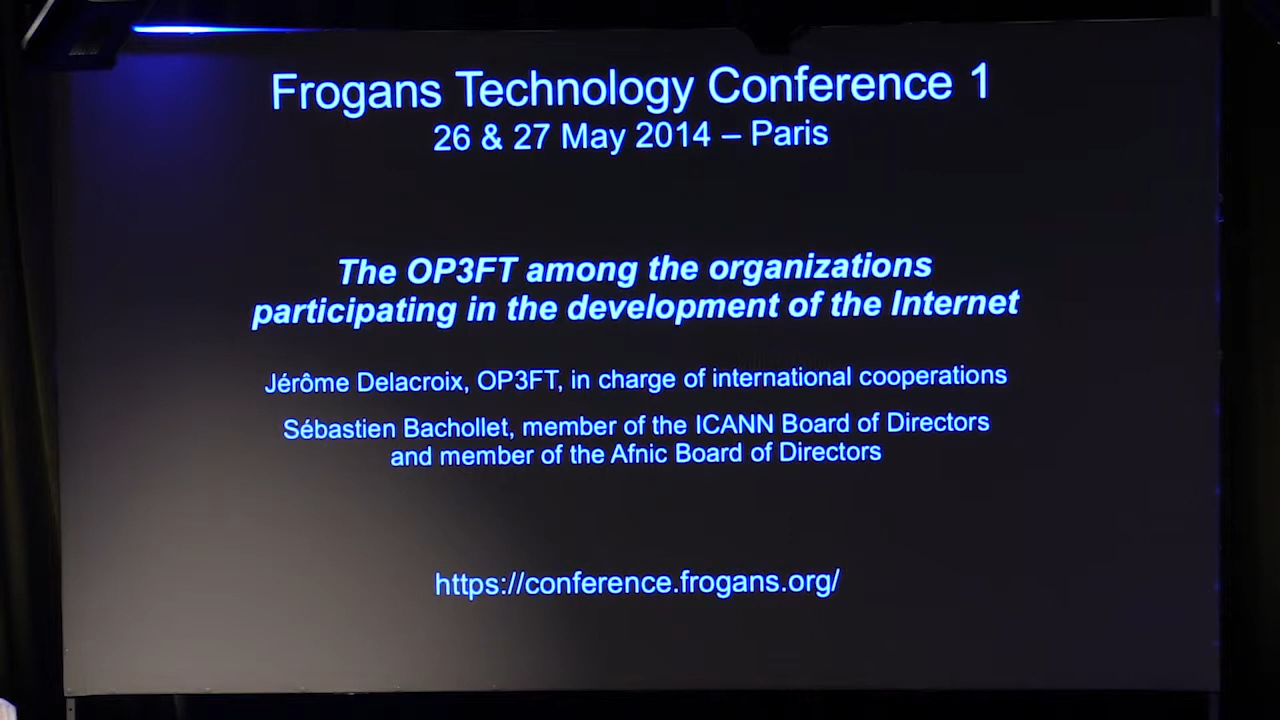 Frogans Technology Conference 1
26 & 27 May 2014 – Paris
The OP3FT among the organizations
participating in the development of the Internet
Jérôme Delacroix, OP3FT, in charge of international cooperations
Sébastien Bachollet, member of the ICANN Board of Directors
and member of the Afnic Board of Directors
https://conference.frogans.org/